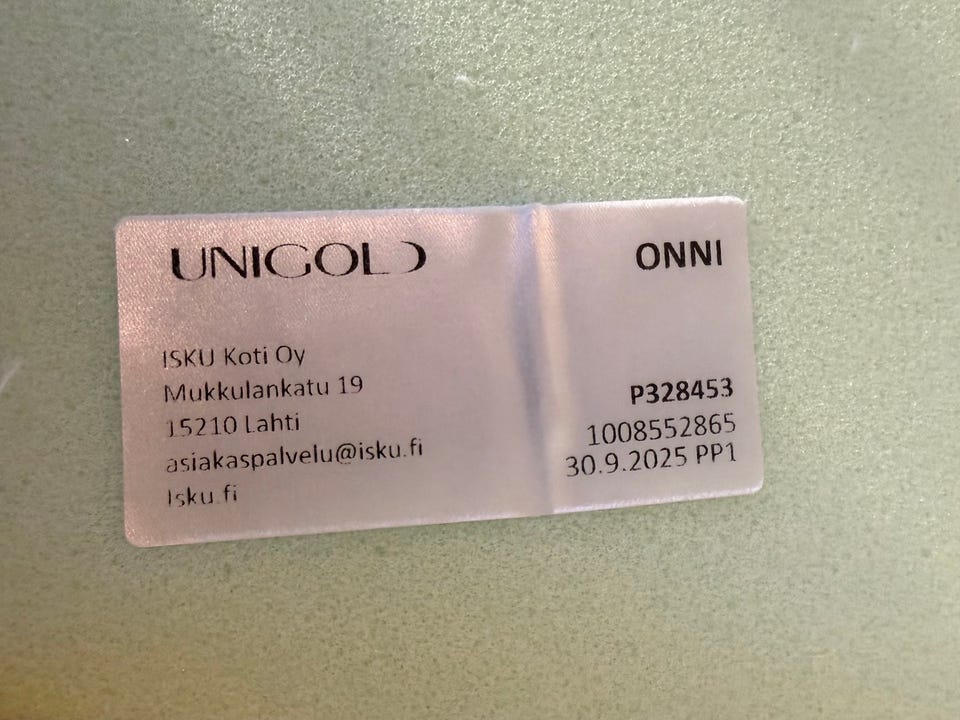 UNIGOLD
ISKU Koti Oy
Mukkulankatu 19
15210 Lahti
asiakaspalvelu@isku.fi
Isku.fi
ONNI
P328453
1008552865
30.9.2025 PP1